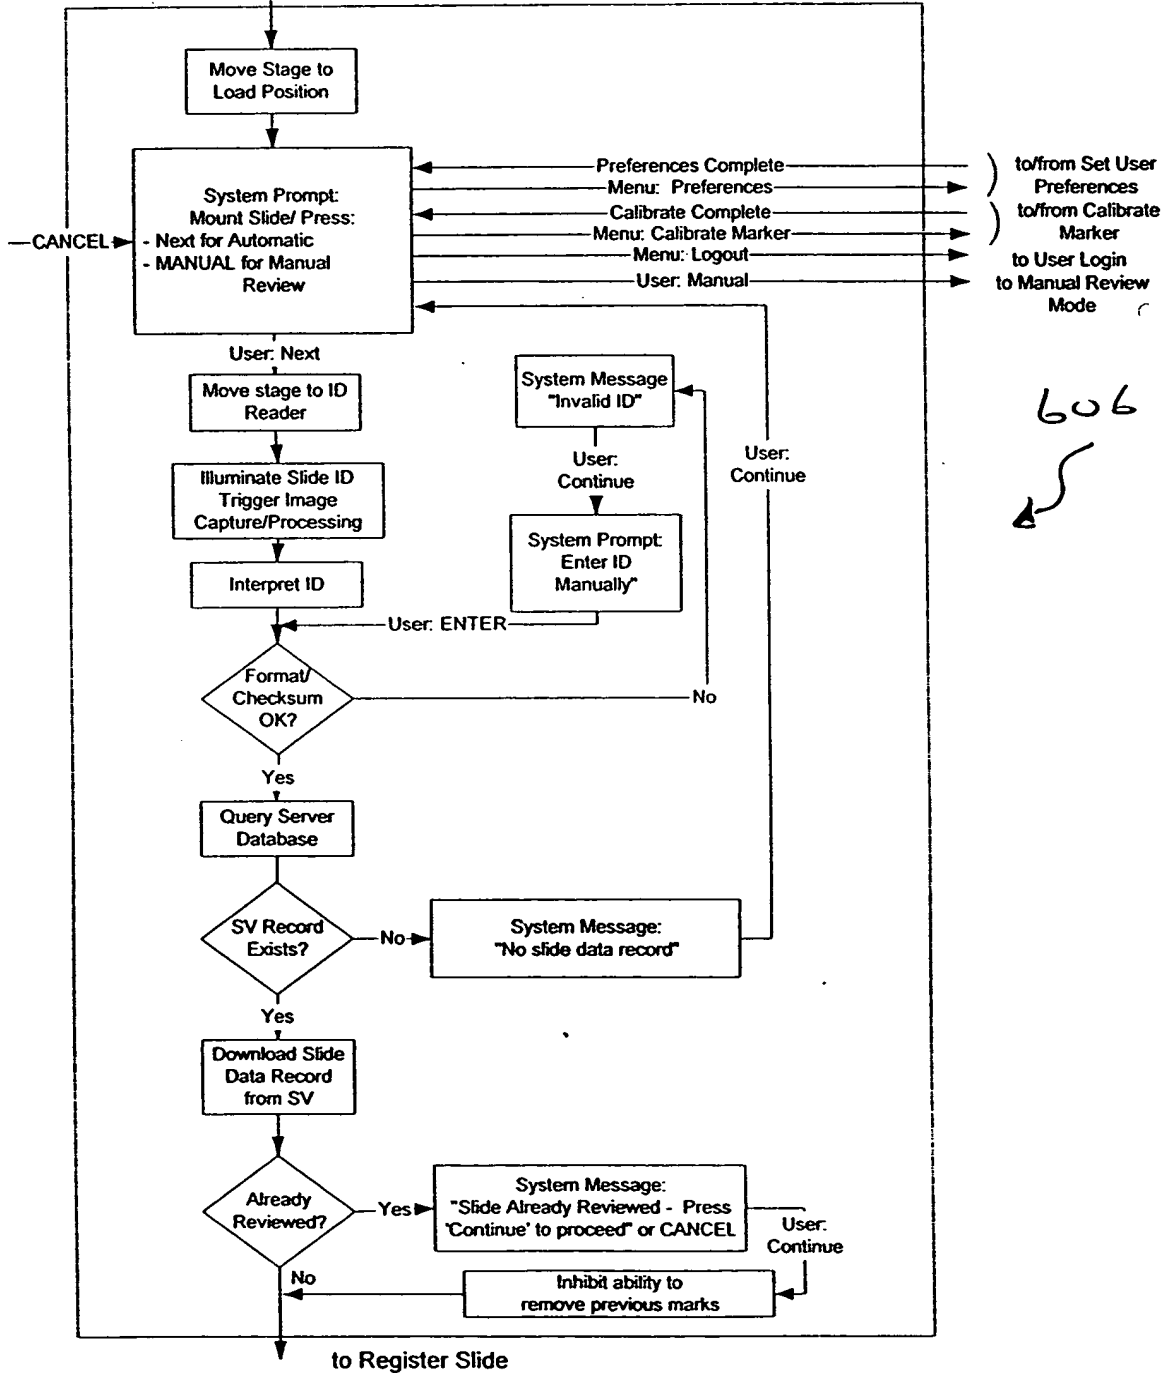 Move Stage to
Load Position
System Prompt:
Mount Slide/ Press:
- Next for Automatic
- MANUAL for Manual
Review
CANCEL
Preferences Complete
Menu: Preferences
Calibrate Complete
Menu: Calibrate Marker
Menu: Logout
User: Manual
to/from Set User
Preferences
to/from Calibrate
Marker
to User Login
to Manual Review
Mode
User: Next
Move stage to ID
Reader
System Message
"Invalid ID"
606
User:
Continue
User:
Continue
Illuminate Slide ID
Trigger Image
Capture/Processing
System Prompt:
Enter ID
Manually"
Interpret ID
User: ENTER
Format/
Checksum
OK?
No
Yes
Query Server
Database
SV Record
Exists?
No
System Message:
"No slide data record"
Yes
Download Slide
Data Record
from SV
Already
Reviewed?
Yes
System Message:
"Slide Already Reviewed - Press
'Continue' to proceed" or CANCEL
User:
Continue
No
Inhibit ability to
remove previous marks
to Register Slide